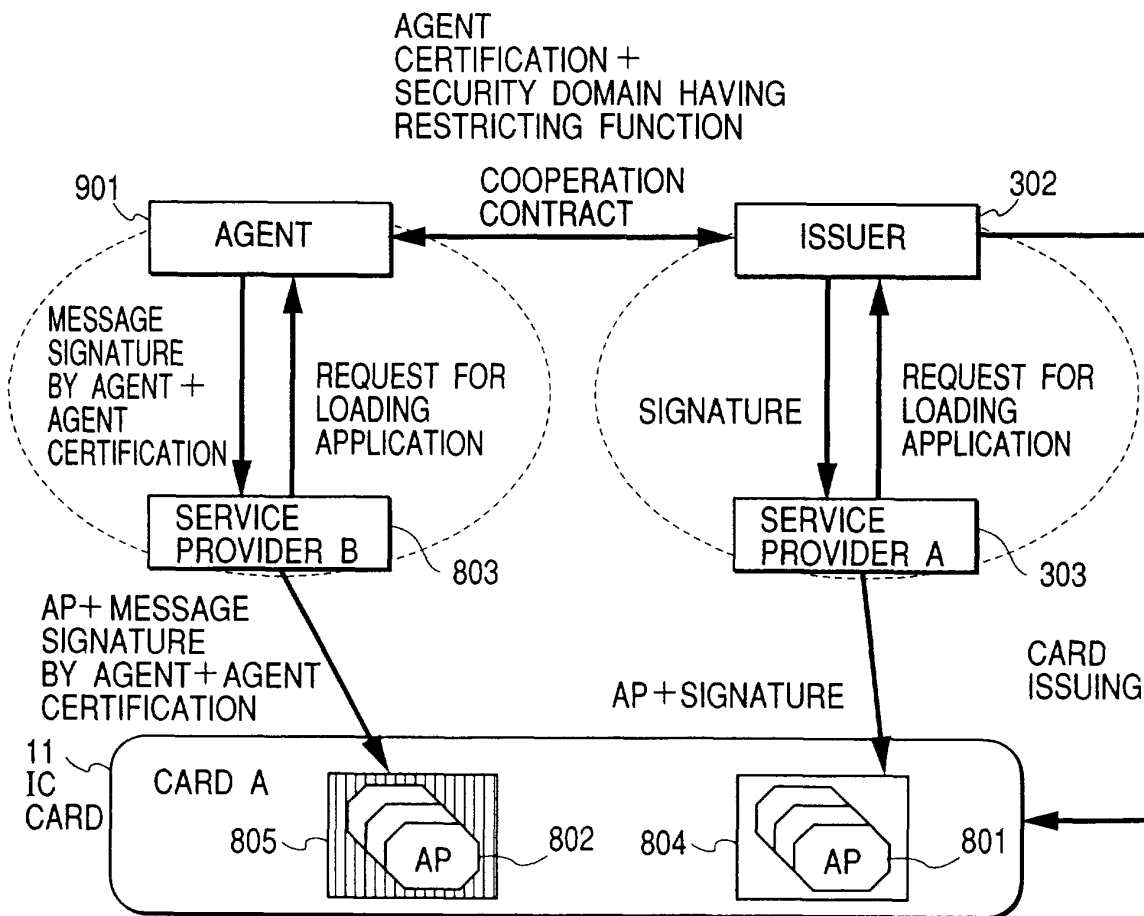 AGENT
CERTIFICATION+
SECURITY DOMAIN HAVING
RESTRICTING FUNCTION
901
COOPERATION
CONTRACT
302
AGENT
ISSUER
MESSAGE
SIGNATURE
BY AGENT+
AGENT
CERTIFICATION
REQUEST FOR
LOADING
APPLICATION
SIGNATURE
REQUEST FOR
LOADING
APPLICATION
SERVICE
PROVIDER B
803
SERVICE
PROVIDER A
303
AP+MESSAGE
SIGNATURE
BY AGENT+AGENT
CERTIFICATION
AP+SIGNATURE
CARD
ISSUING
11
IC
CARD
CARD A
805
AP
802
804
AP
801